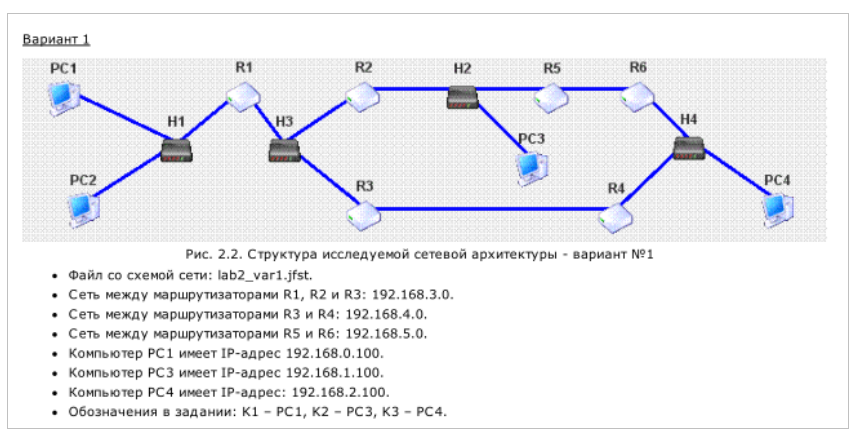 Вариант 1
PC1 R1 R2 H2 R5 R6
H1 H3 H4
PC3
PC2 R3 R4 PC4
Рис. 2.2. Структура исследуемой сетевой архитектуры - вариант №1
• Файл со схемой сети: lab2_var1.jfst.
• Сеть между маршрутизаторами R1, R2 и R3: 192.168.3.0.
• Сеть между маршрутизаторами R3 и R4: 192.168.4.0.
• Сеть между маршрутизаторами R5 и R6: 192.168.5.0.
• Компьютер PC1 имеет IP-адрес 192.168.0.100.
• Компьютер PC3 имеет IP-адрес 192.168.1.100.
• Компьютер PC4 имеет IP-адрес: 192.168.2.100.
• Обозначения в задании: K1 – PC1, K2 – PC3, K3 – PC4.